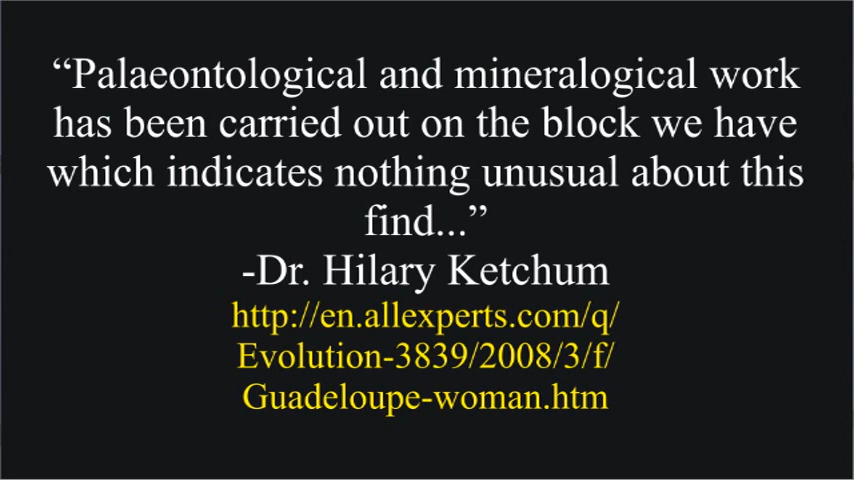 “Palaeontological and mineralogical work
has been carried out on the block we have
which indicates nothing unusual about this
find...”
-Dr. Hilary Ketchum
http://en.allexperts.com/q/
Evolution-3839/2008/3/f/
Guadeloupe-woman.htm